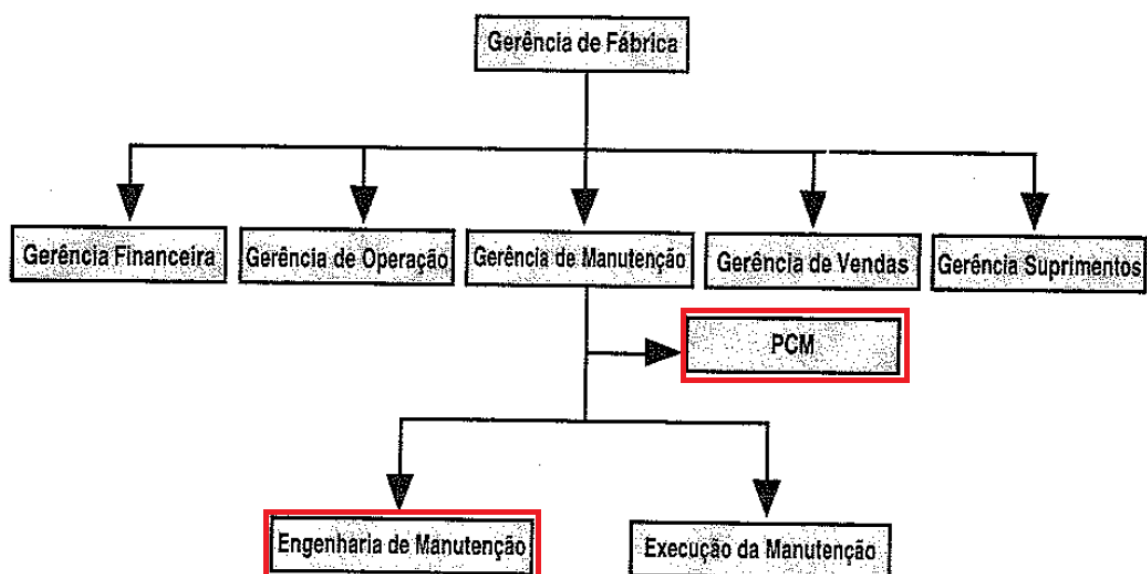 Gerência de Fábrica
Gerência Financeira
Gerência de Operação
Gerência de Manutenção
Gerência de Vendas
Gerência Suprimentos
PCM
Engenharia de Manutenção
Execução da Manutenção